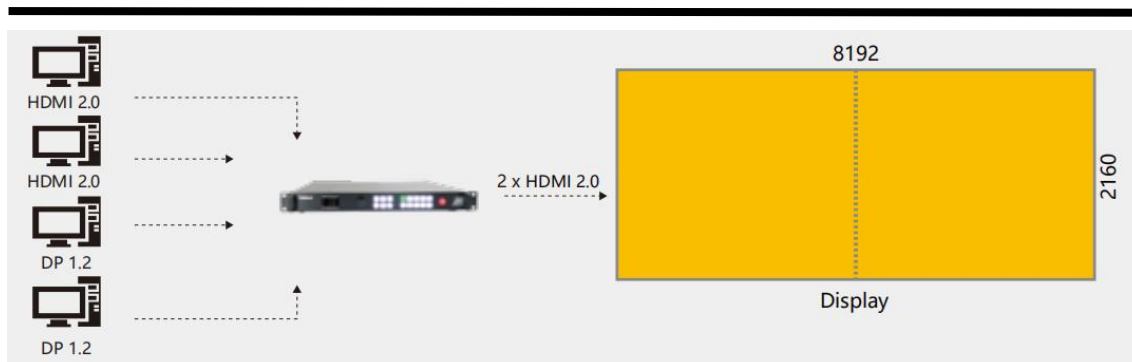 HDMI 2.0
HDMI 2.0
DP 1.2
DP 1.2
2 x HDMI 2.0
8192
2160
Display